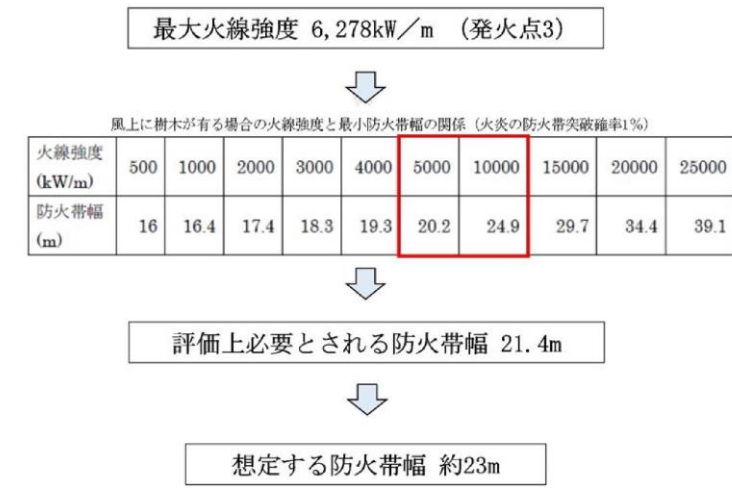 最大火線強度 6,278kW／m （発火点3）
風上に樹木が有る場合の火線強度と最小防火帯幅の関係（火炎の防火帯突破確率1%）
火線強度 (kW/m) 500 1000 2000 3000 4000 5000 10000 15000 20000 25000
防火帯幅 (m) 16 16.4 17.4 18.3 19.3 20.2 24.9 29.7 34.4 39.1
評価上必要とされる防火帯幅 21.4m
想定する防火帯幅 約23m